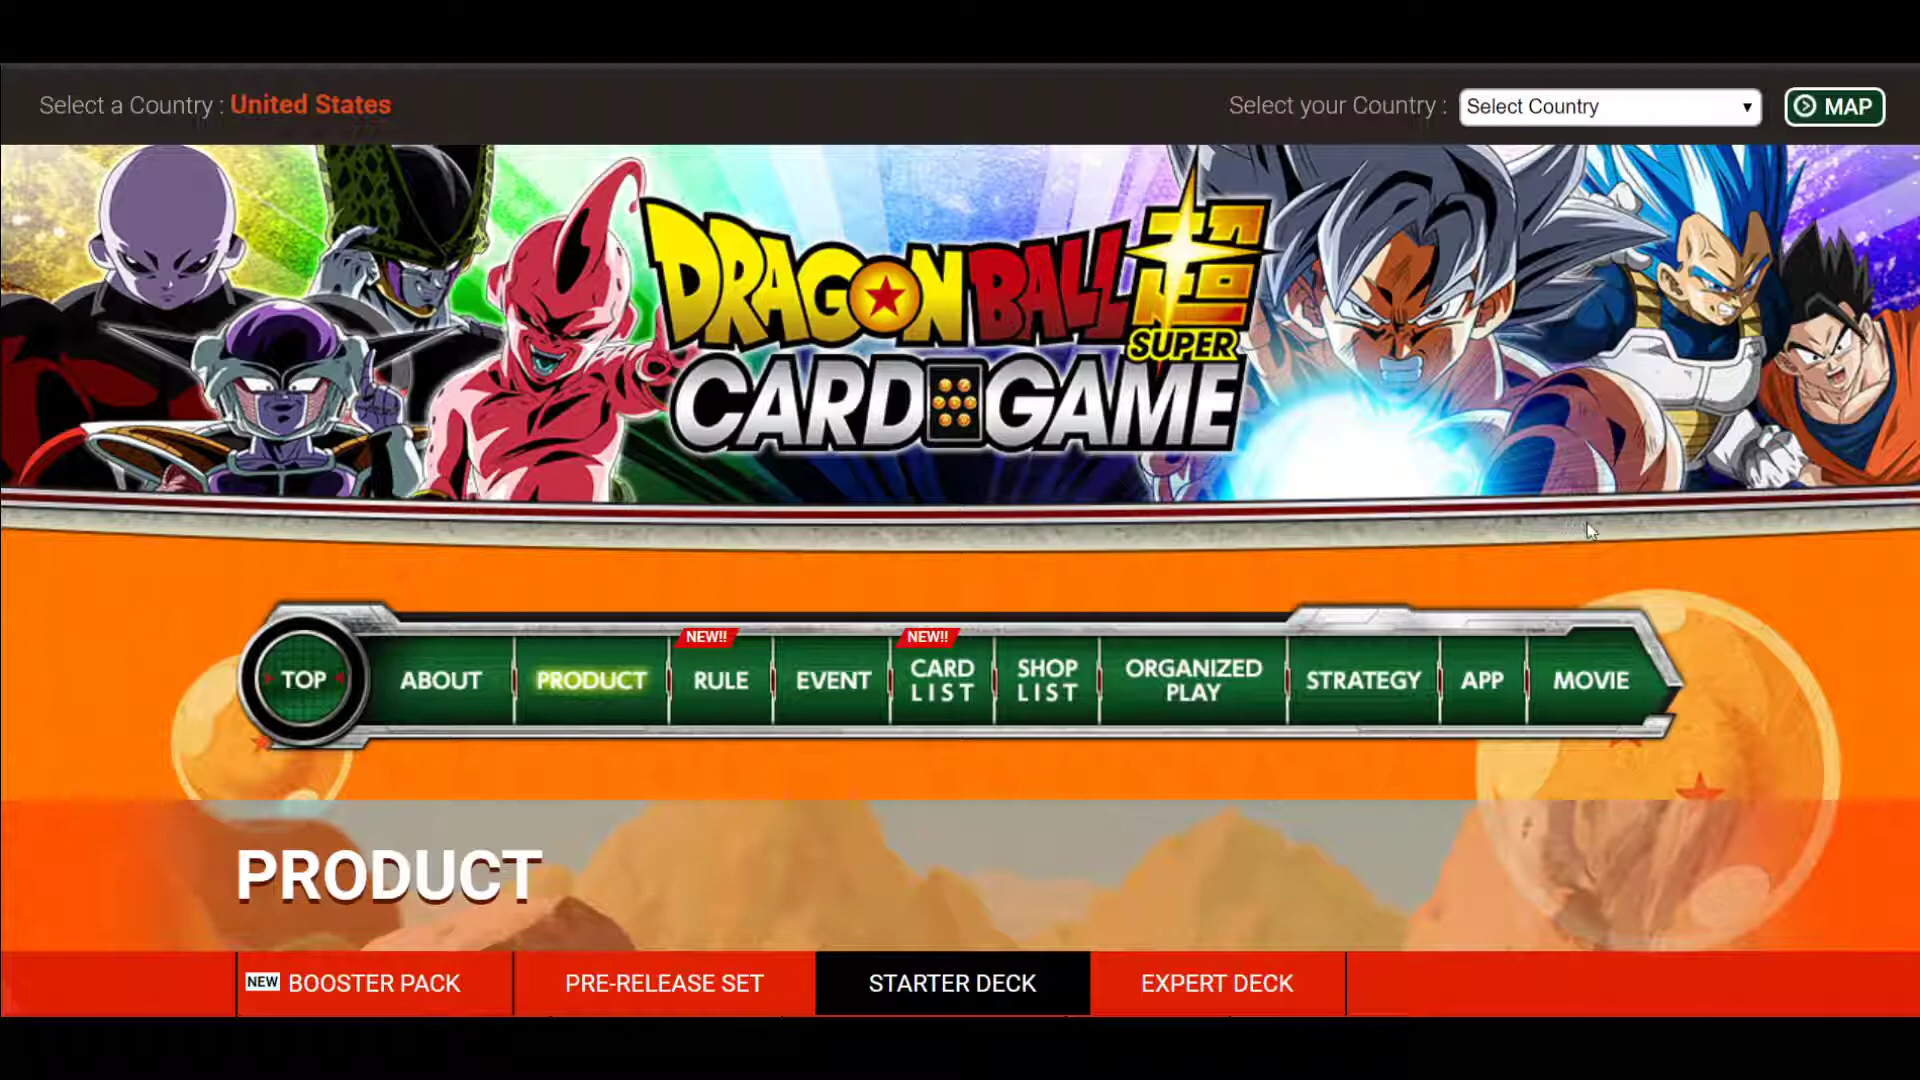 Select a Country : United States
Select your Country : Select Country MAP
DRAGON BALL 超
SUPER
CARD GAME
NEW!! NEW!!
TOP ABOUT PRODUCT RULE EVENT CARD LIST SHOP LIST ORGANIZED PLAY STRATEGY APP MOVIE
PRODUCT
NEW BOOSTER PACK PRE-RELEASE SET STARTER DECK EXPERT DECK